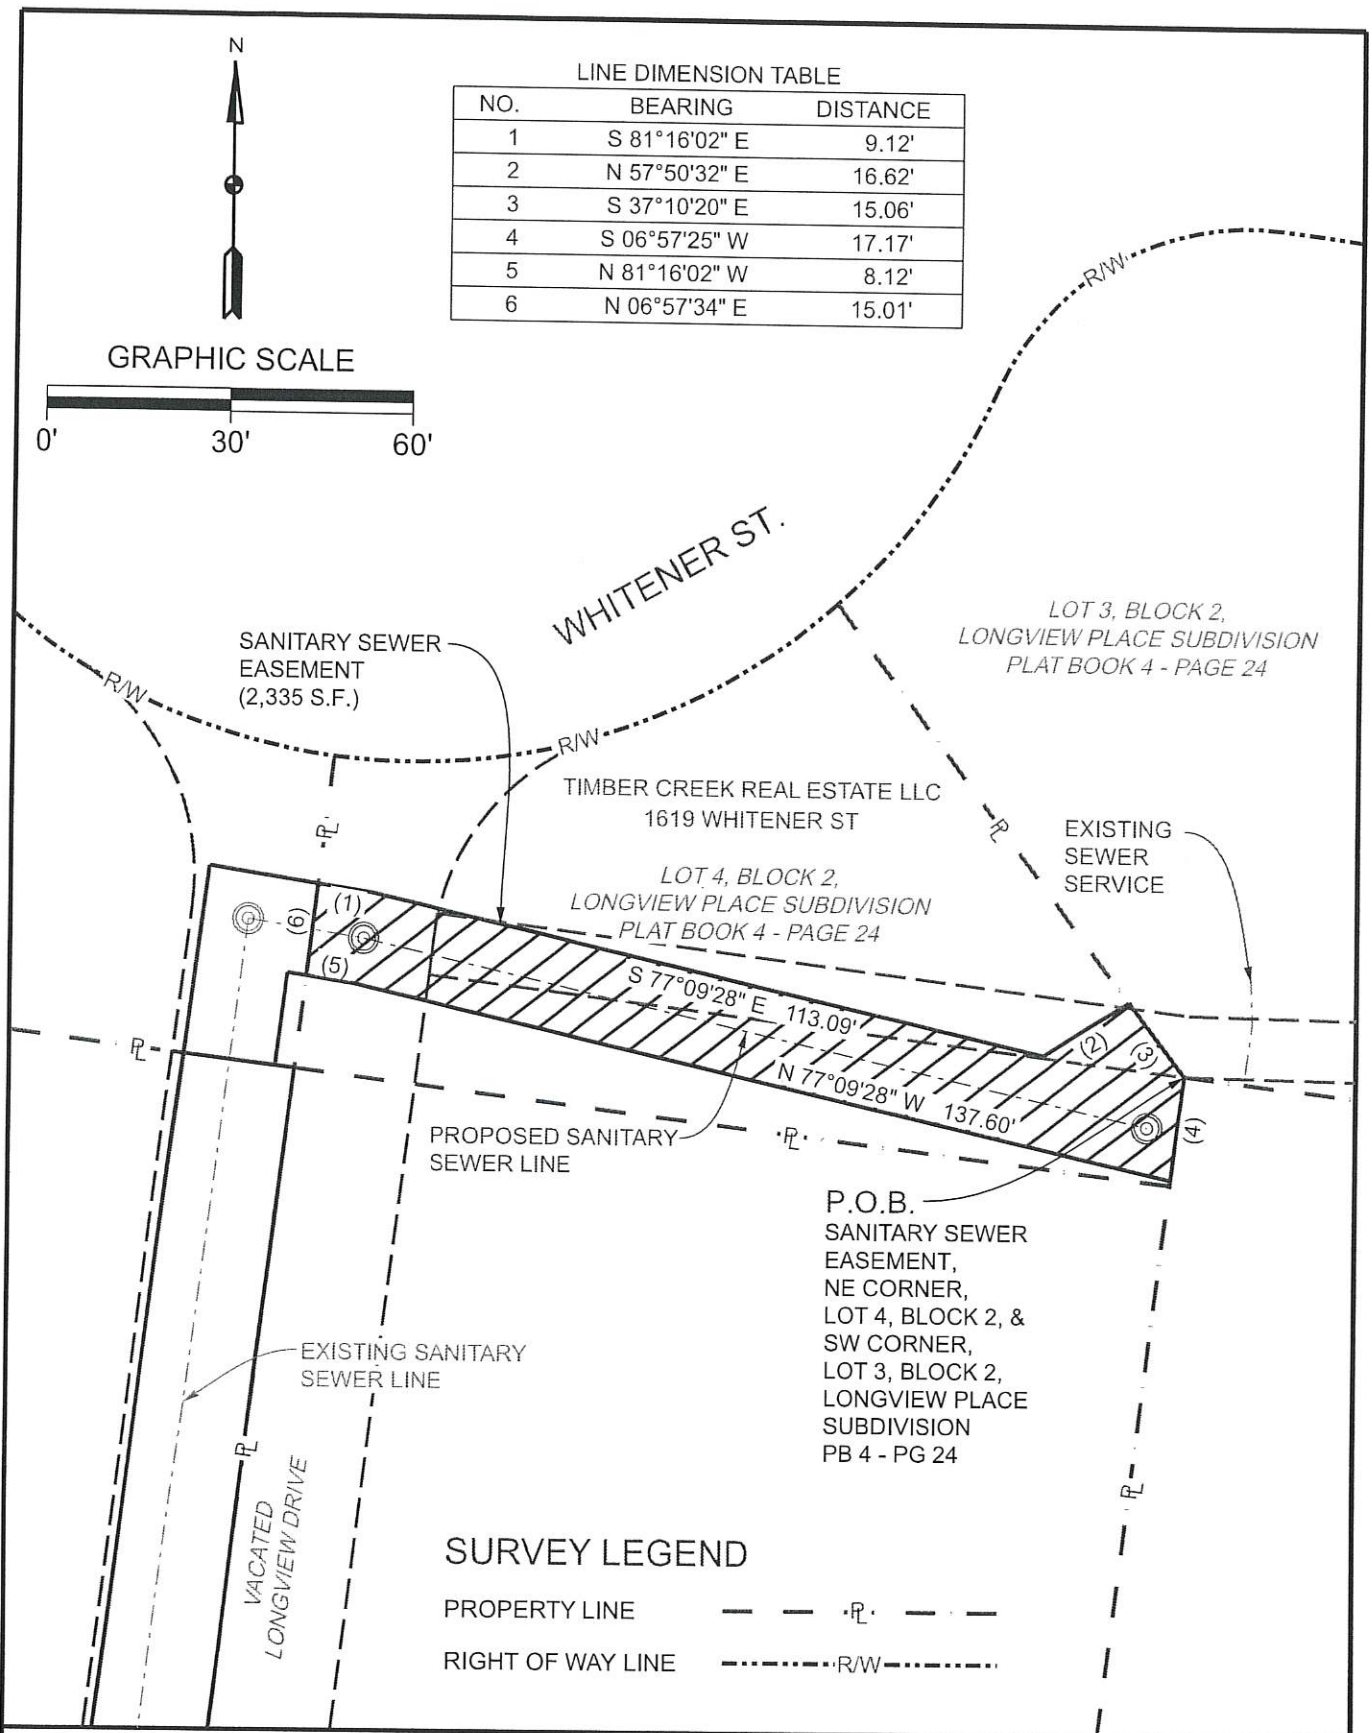 N
LINE DIMENSION TABLE
NO. BEARING DISTANCE
1 S 81°16'02" E 9.12'
2 N 57°50'32" E 16.62'
3 S 37°10'20" E 15.06'
4 S 06°57'25" W 17.17'
5 N 81°16'02" W 8.12'
6 N 06°57'34" E 15.01'
GRAPHIC SCALE
0' 30' 60'
R/W
WHITENER ST.
LOT 3, BLOCK 2,
LONGVIEW PLACE SUBDIVISION
PLAT BOOK 4 - PAGE 24
SANITARY SEWER
EASEMENT
(2,335 S.F.)
R/W
R/W
TIMBER CREEK REAL ESTATE LLC
1619 WHITENER ST
PL
PL
EXISTING
SEWER
SERVICE
LOT 4, BLOCK 2,
LONGVIEW PLACE SUBDIVISION
PLAT BOOK 4 - PAGE 24
(1)
(6)
(5)
S 77°09'28" E 113.09'
(2)
(3)
N 77°09'28" W 137.60'
(4)
PL
PL
PROPOSED SANITARY
SEWER LINE
P.O.B.
SANITARY SEWER
EASEMENT,
NE CORNER,
LOT 4, BLOCK 2, &
SW CORNER,
LOT 3, BLOCK 2,
LONGVIEW PLACE
SUBDIVISION
PB 4 - PG 24
EXISTING SANITARY
SEWER LINE
PL
PL
VACATED
LONGVIEW DRIVE
SURVEY LEGEND
PROPERTY LINE PL
RIGHT OF WAY LINE R/W